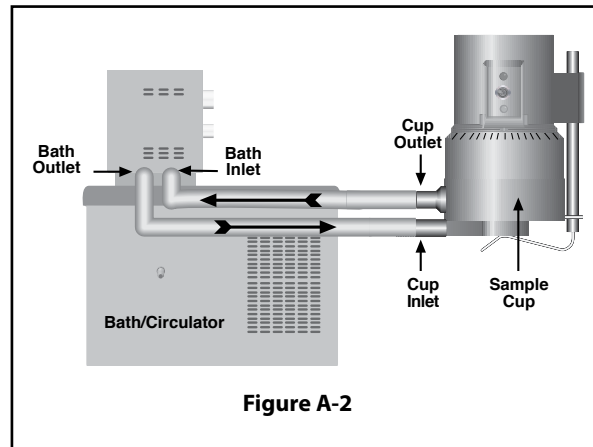 Bath
Outlet
Bath
Inlet
Cup
Outlet
Cup
Inlet
Sample
Cup
Bath/Circulator
Figure A-2